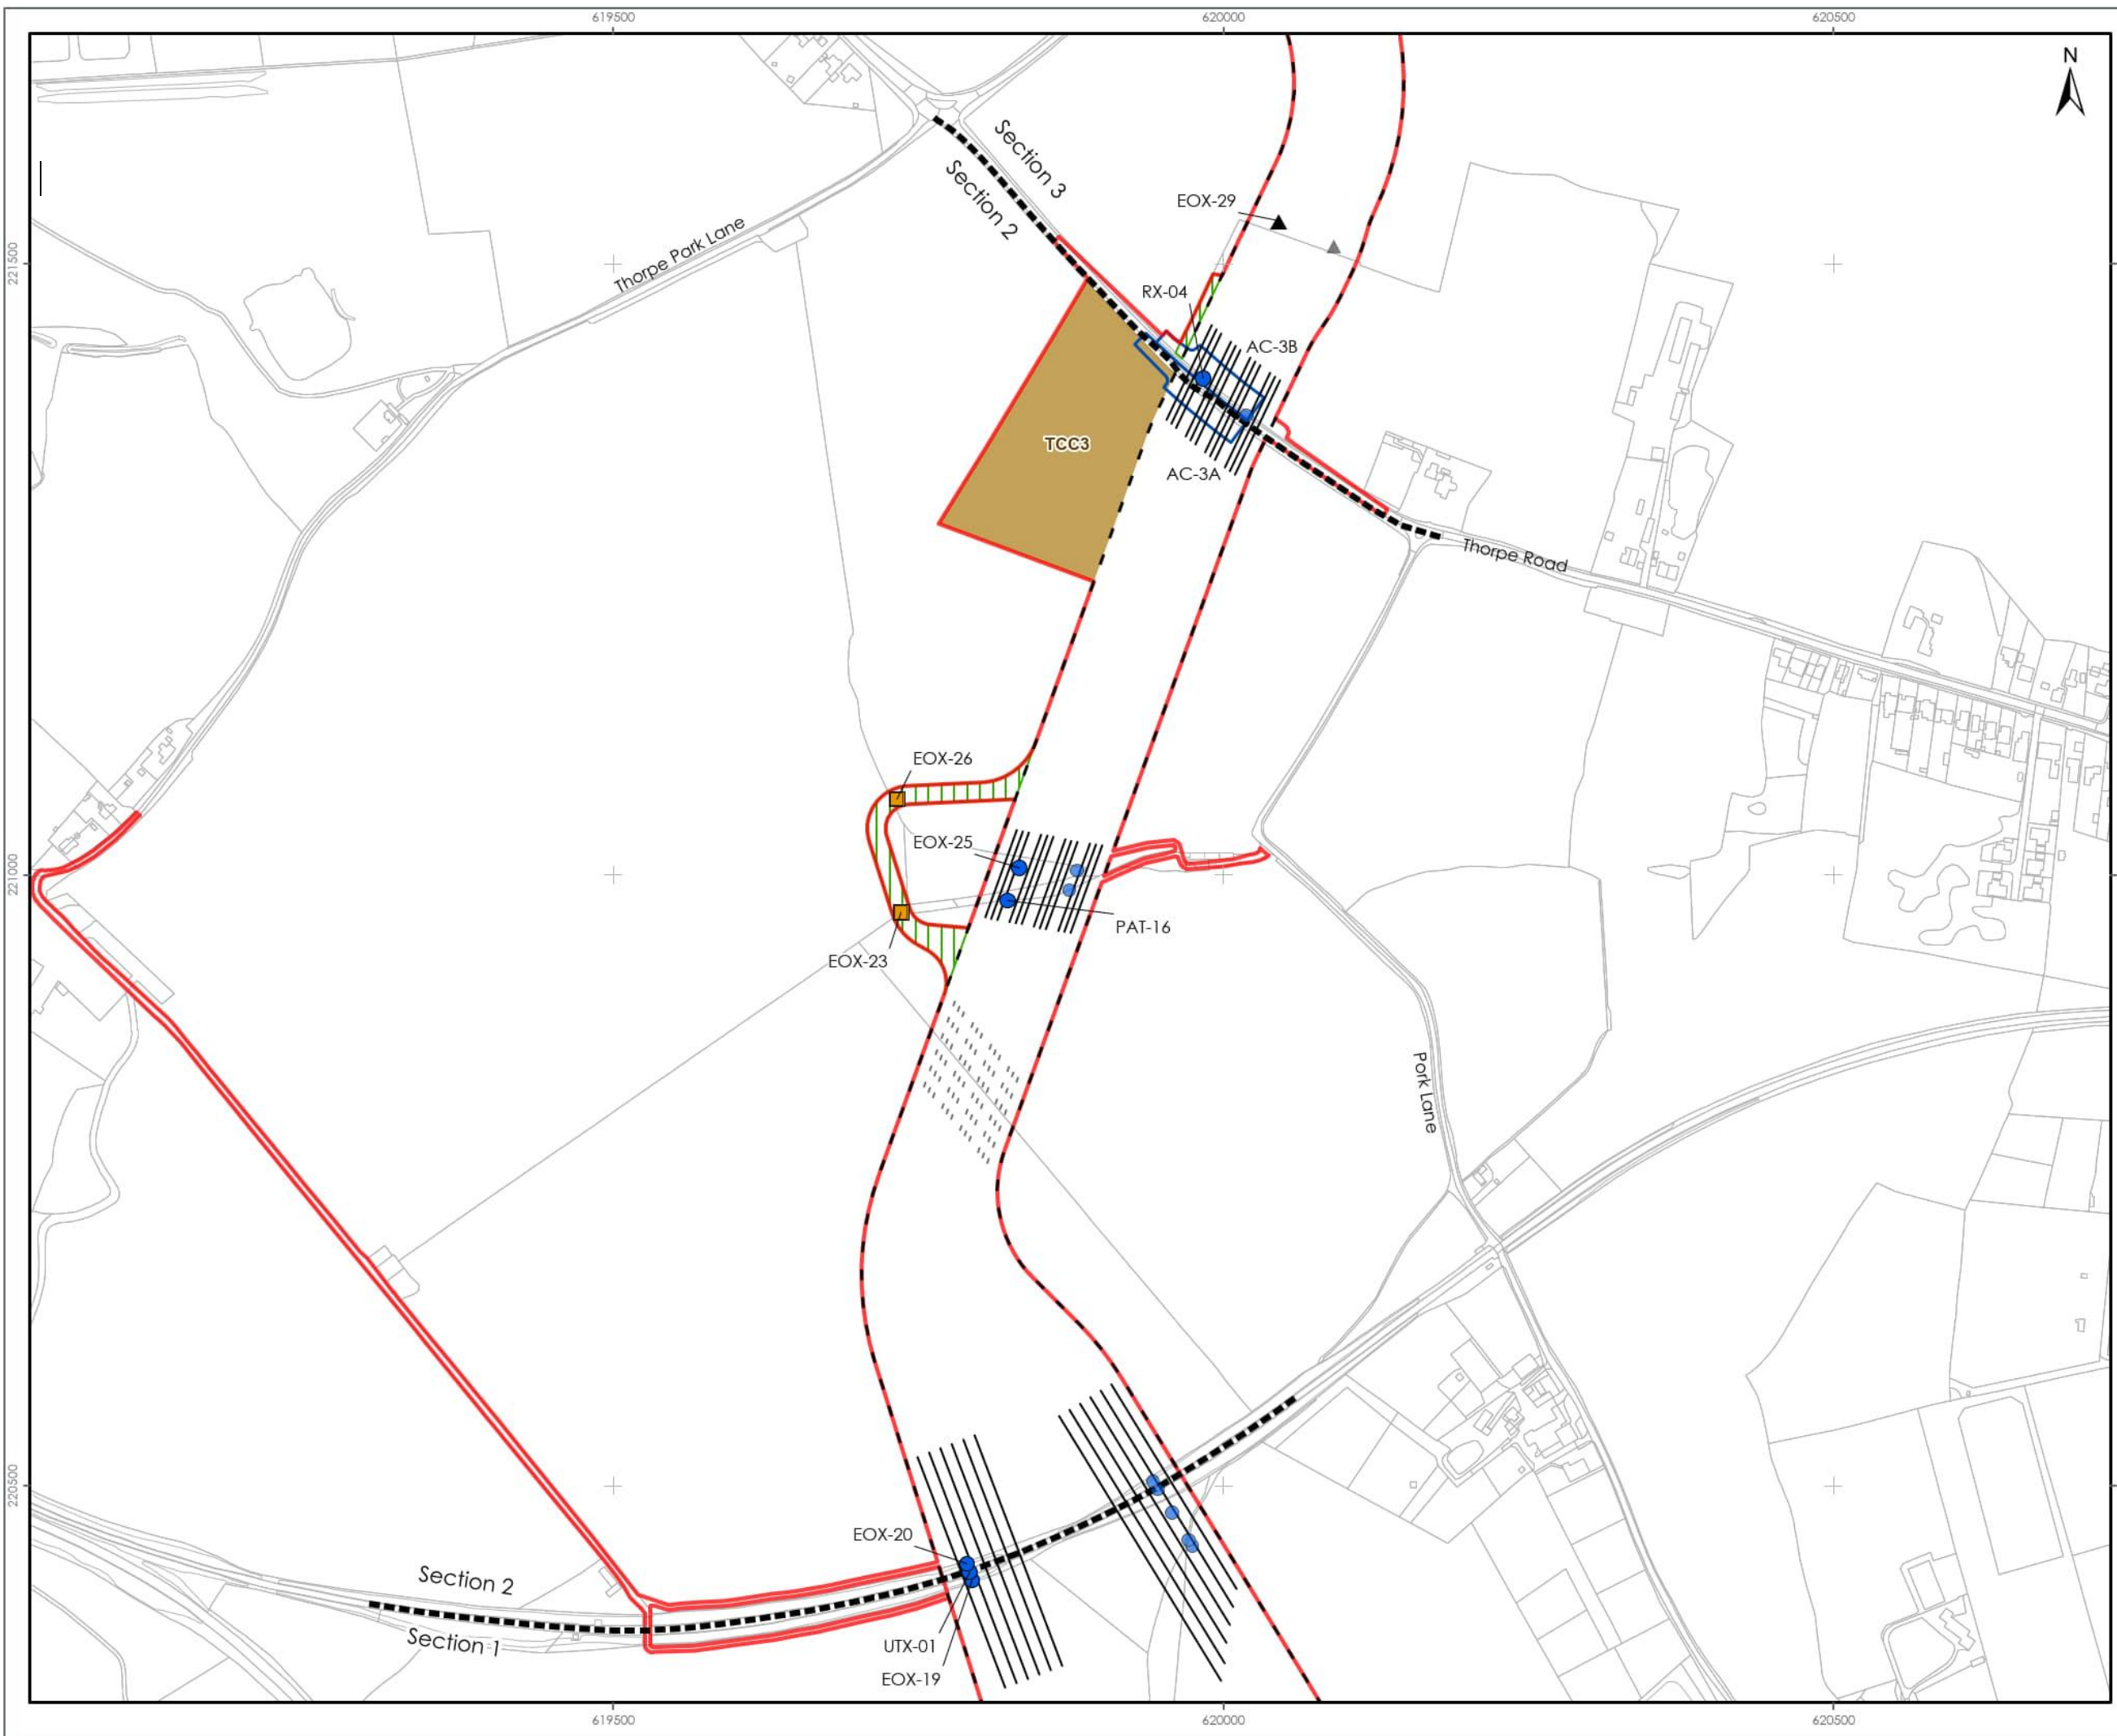 619500
620000
620500
N
Section 3
Section 2
Thorpe Park Lane
EOX-29
221500
221500
RX-04
AC-3B
TCC3
AC-3A
Thorpe Road
EOX-26
EOX-25
221000
PAT-16
EOX-23
Park Lane
220500
EOX-20
Section 2
Section 1
UTX-01
EOX-19
619500
620000
620500